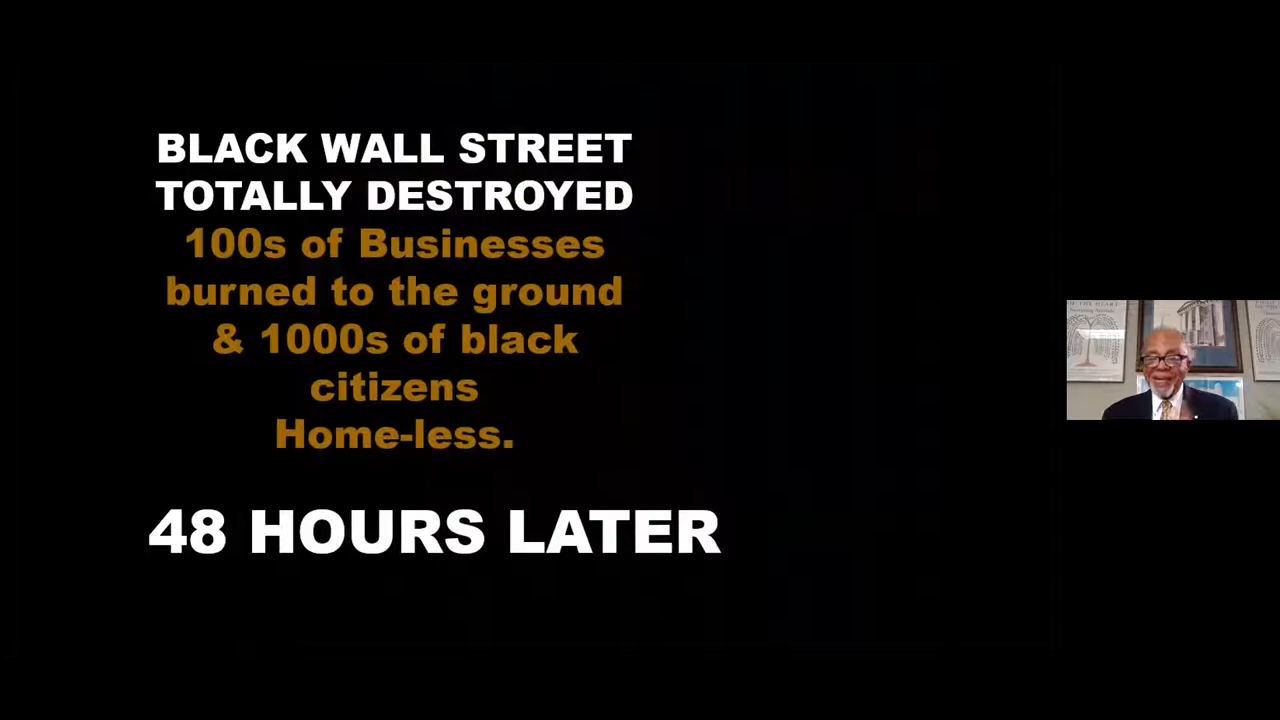 BLACK WALL STREET
TOTALLY DESTROYED
100s of Businesses
burned to the ground
& 1000s of black
citizens
Home-less.
48 HOURS LATER